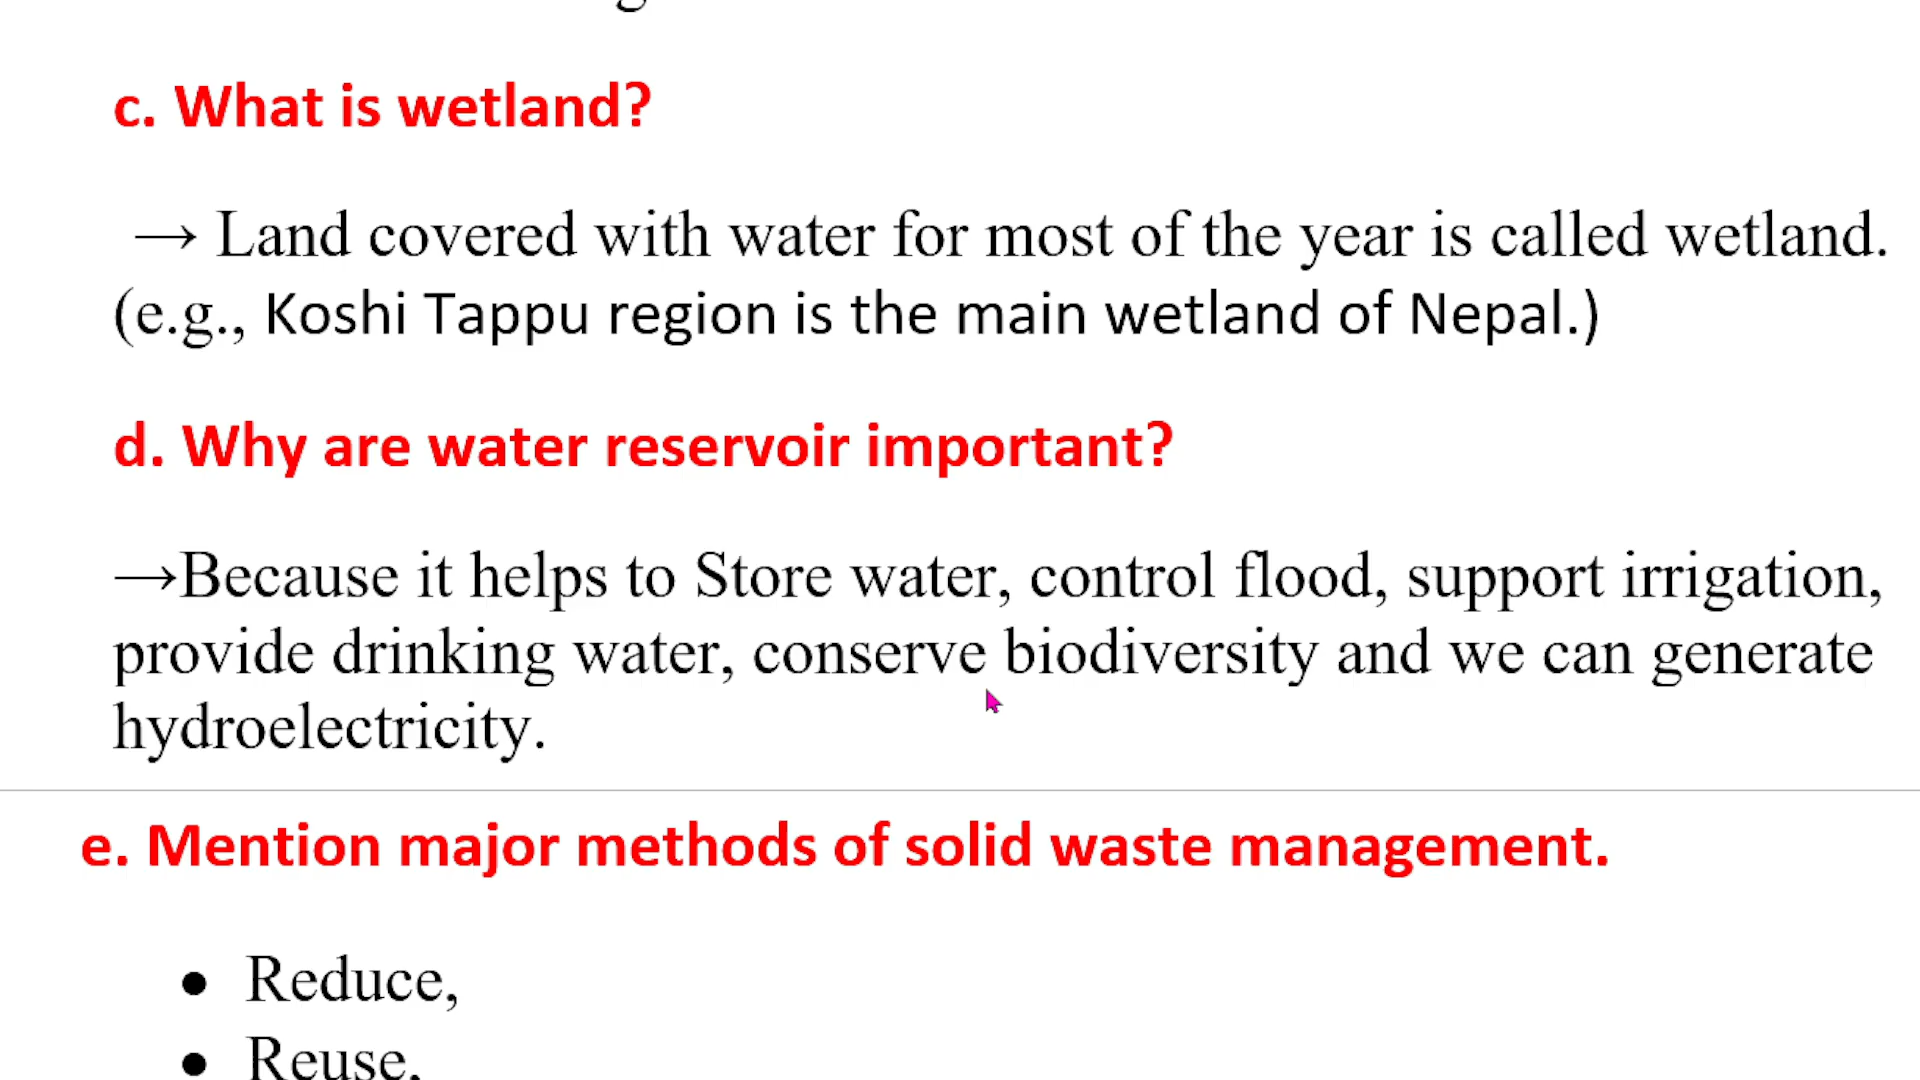 c. What is wetland?
→ Land covered with water for most of the year is called wetland.
(e.g., Koshi Tappu region is the main wetland of Nepal.)
d. Why are water reservoir important?
→Because it helps to Store water, control flood, support irrigation,
provide drinking water, conserve biodiversity and we can generate
hydroelectricity.
e. Mention major methods of solid waste management.
• Reduce,
• Reuse,